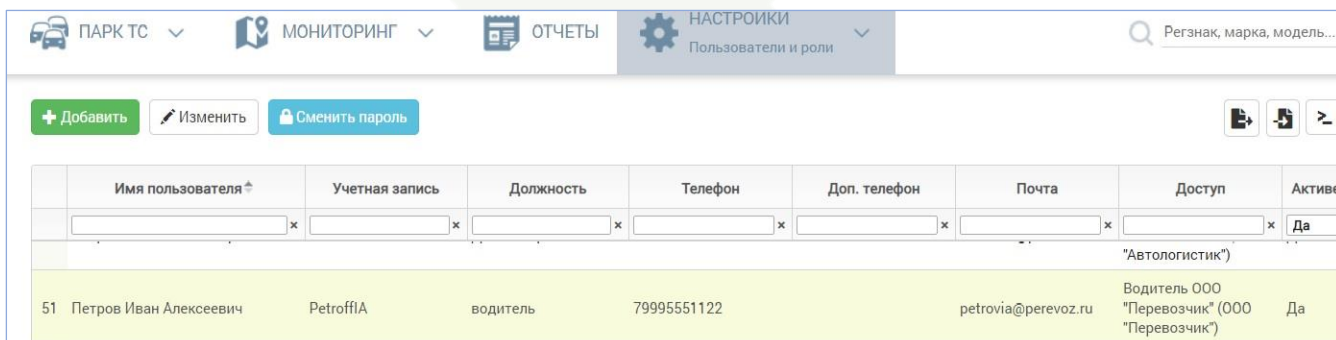 ПАРК ТС МОНИТОРИНГ ОТЧЕТЫ НАСТРОЙКИ
Пользователи и роли
Регзнак, марка, модель...
Добавить Изменить Сменить пароль
Имя пользователя Учетная запись Должность Телефон Доп. телефон Почта Доступ
Да
"Автологистик")
51 Петров Иван Алексеевич PetroffIA водитель 79995551122 petrovia@perevoz.ru Водитель ООО
"Перевозчик" (ООО
"Перевозчик")
Да